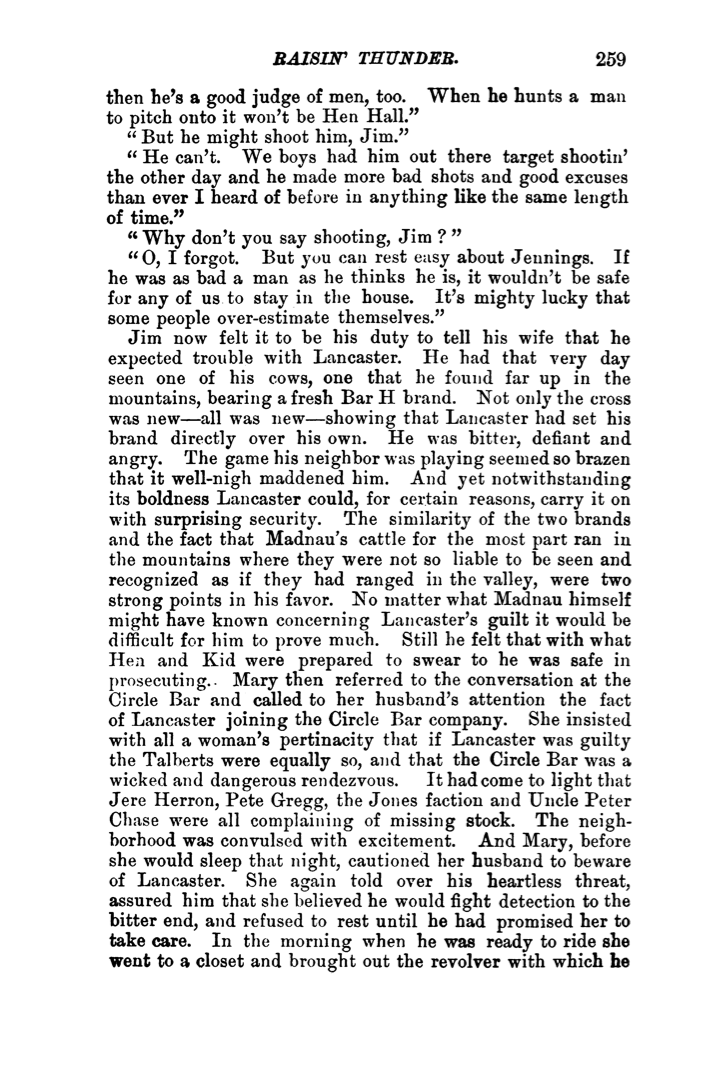 RAISIN' THUNDER. 259
then he's a good judge of men, too. When he hunts a man
to pitch onto it won't be Hen Hall."
"But he might shoot him, Jim."
"He can't. We boys had him out there target shootin'
the other day and he made more bad shots and good excuses
than ever I heard of before in anything like the same length
of time."
"Why don't you say shooting, Jim?"
"O, I forgot. But you can rest easy about Jennings. If
he was as bad a man as he thinks he is, it wouldn't be safe
for any of us to stay in the house. It's mighty lucky that
some people over-estimate themselves."
Jim now felt it to be his duty to tell his wife that he
expected trouble with Lancaster. He had that very day
seen one of his cows, one that he found far up in the
mountains, bearing a fresh Bar H brand. Not only the cross
was new—all was new—showing that Lancaster had set his
brand directly over his own. He was bitter, defiant and
angry. The game his neighbor was playing seemed so brazen
that it well-nigh maddened him. And yet notwithstanding
its boldness Lancaster could, for certain reasons, carry it on
with surprising security. The similarity of the two brands
and the fact that Madnau's cattle for the most part ran in
the mountains where they were not so liable to be seen and
recognized as if they had ranged in the valley, were two
strong points in his favor. No matter what Madnau himself
might have known concerning Lancaster's guilt it would be
difficult for him to prove much. Still he felt that with what
Hen and Kid were prepared to swear to he was safe in
prosecuting. Mary then referred to the conversation at the
Circle Bar and called to her husband's attention the fact
of Lancaster joining the Circle Bar company. She insisted
with all a woman's pertinacity that if Lancaster was guilty
the Talberts were equally so, and that the Circle Bar was a
wicked and dangerous rendezvous. It had come to light that
Jere Herron, Pete Gregg, the Jones faction and Uncle Peter
Chase were all complaining of missing stock. The neigh-
borhood was convulsed with excitement. And Mary, before
she would sleep that night, cautioned her husband to beware
of Lancaster. She again told over his heartless threat,
assured him that she believed he would fight detection to the
bitter end, and refused to rest until he had promised her to
take care. In the morning when he was ready to ride she
went to a closet and brought out the revolver with which he